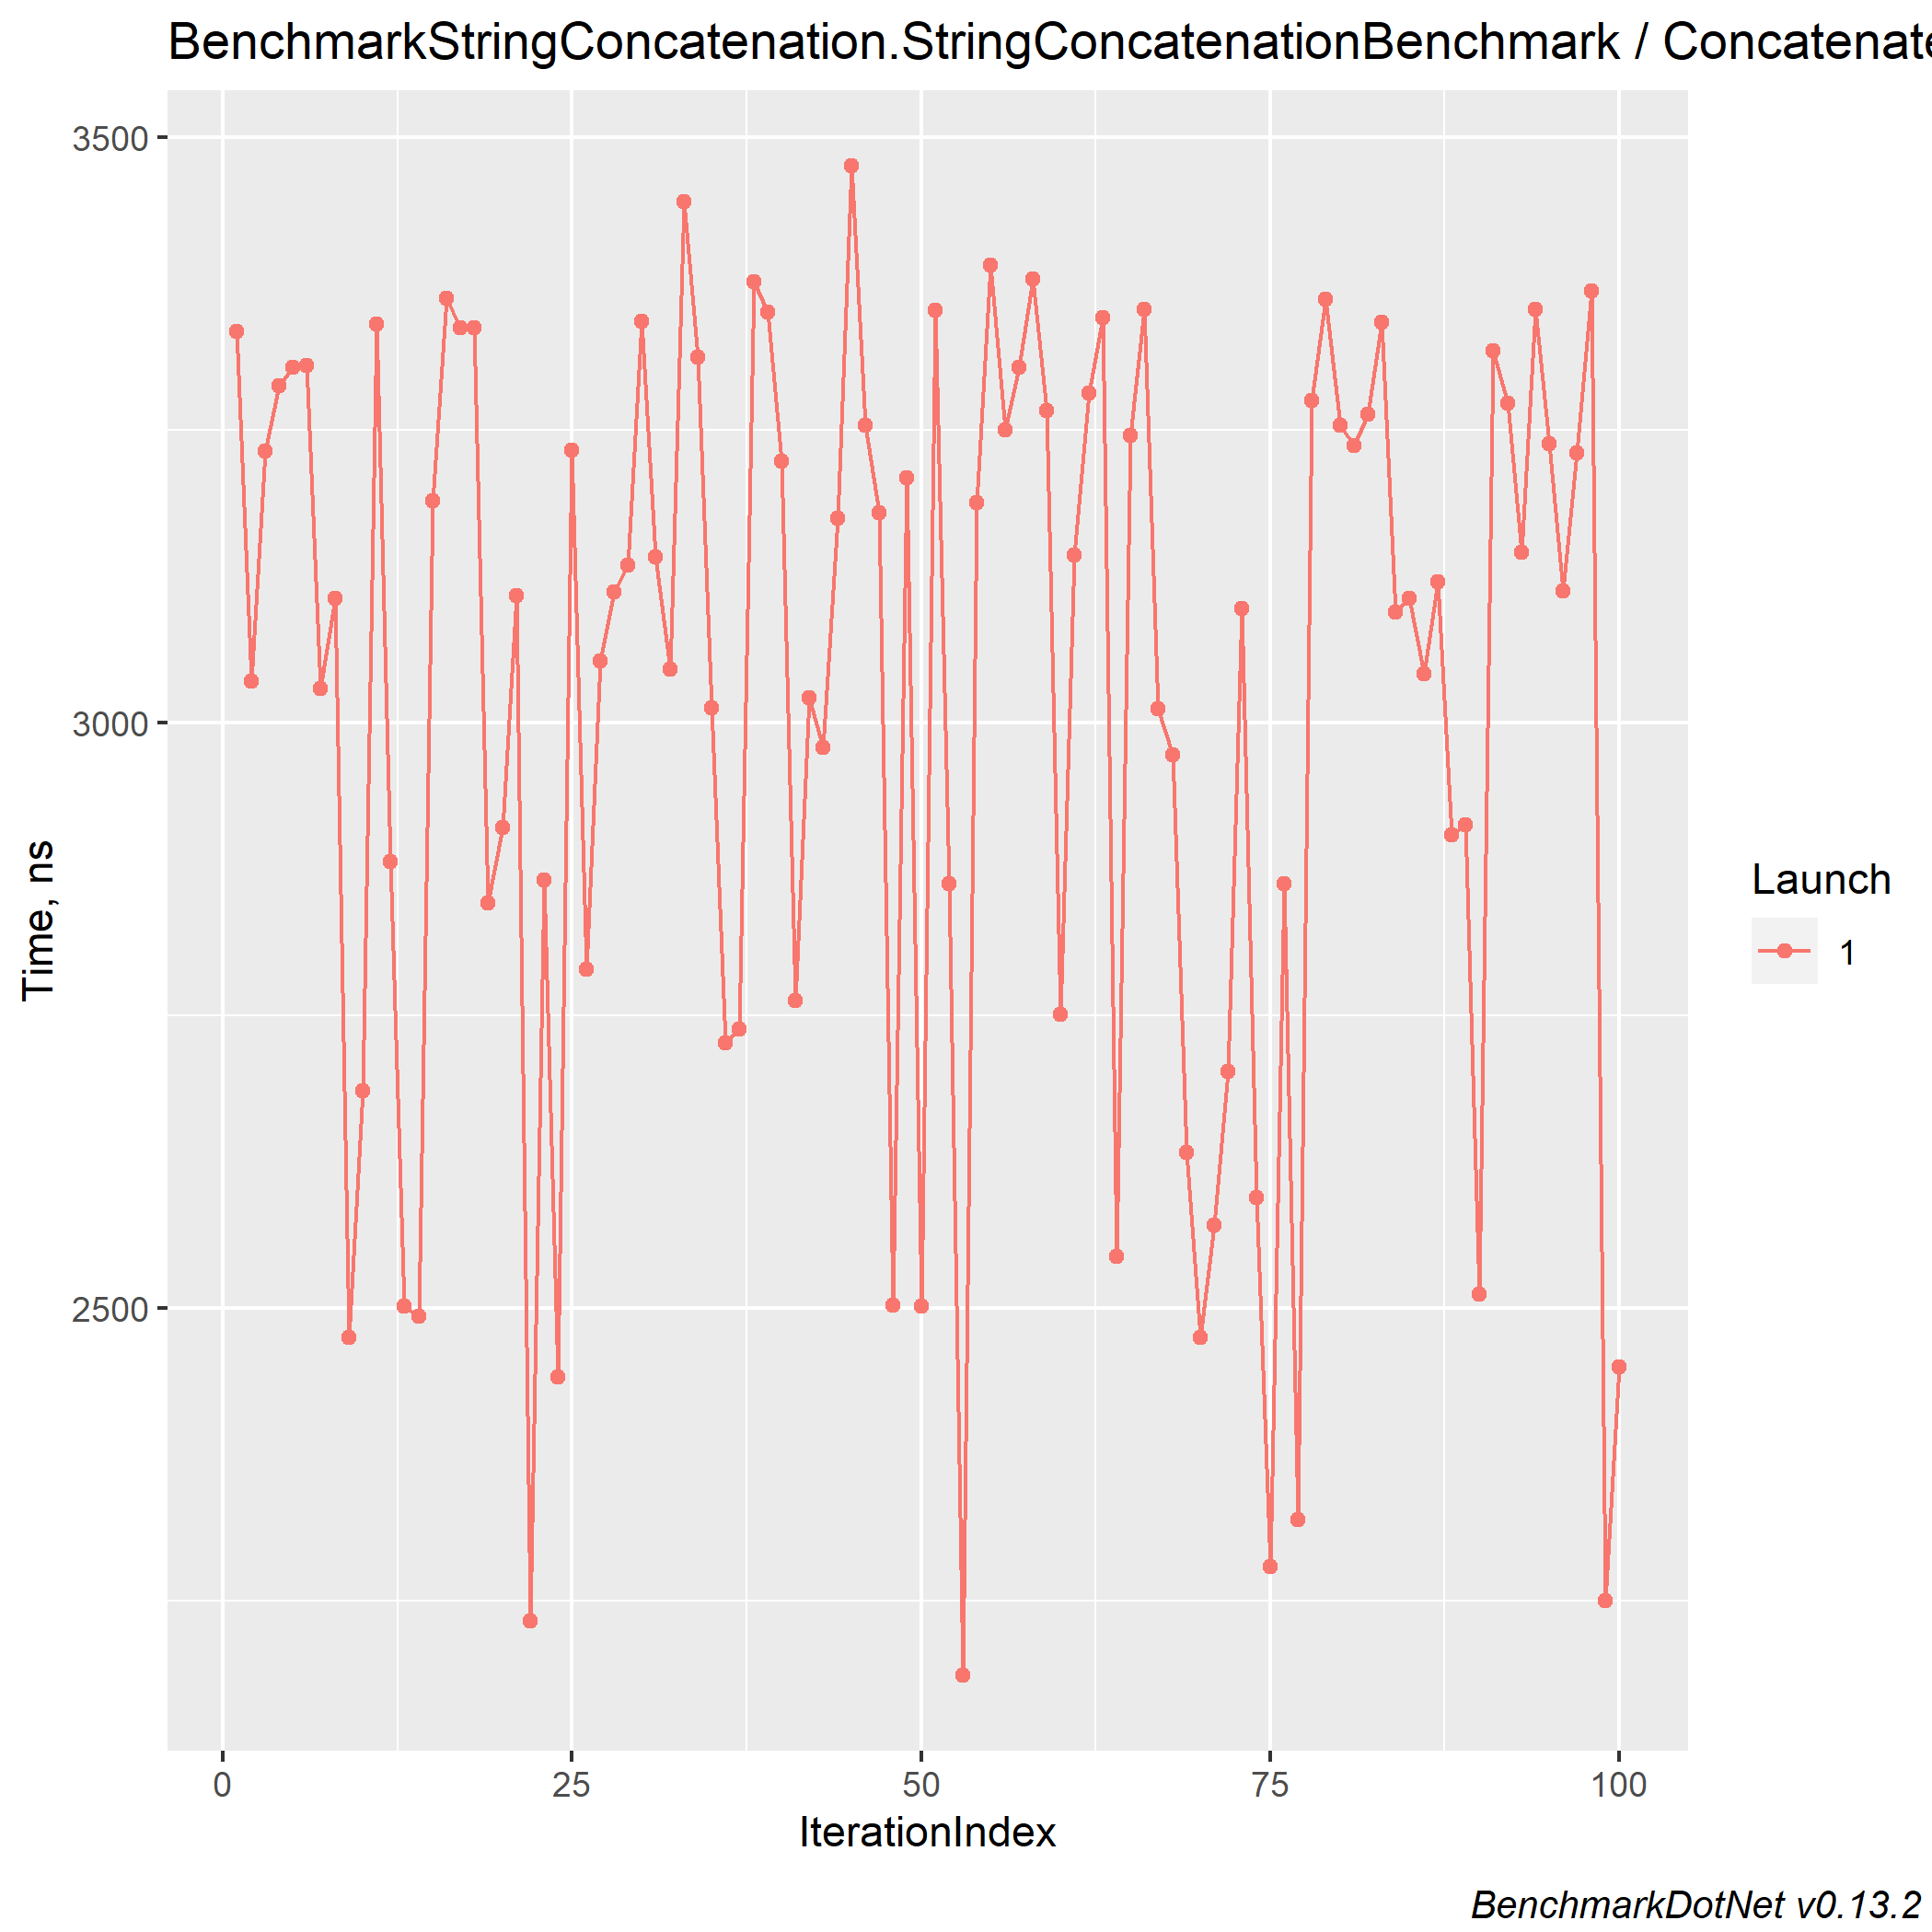 BenchmarkStringConcatenation.StringConcatenationBenchmark / Concatenate
3500
3000
2500
Time, ns
0 25 50 75 100
IterationIndex
Launch
1
BenchmarkDotNet v0.13.2